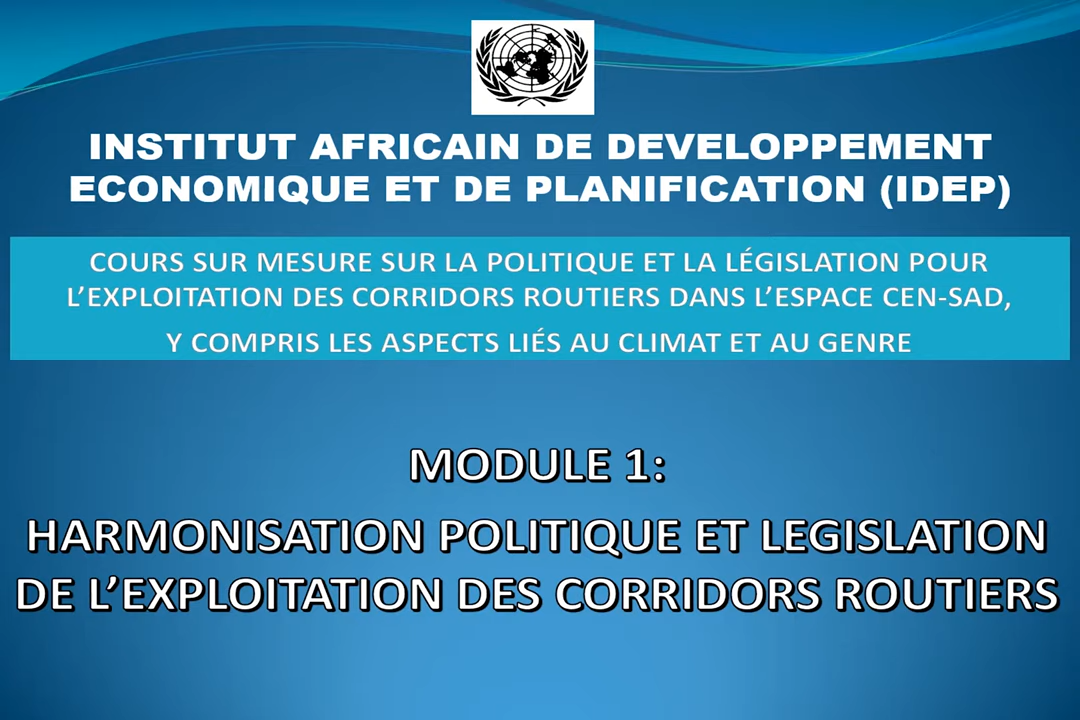 INSTITUT AFRICAIN DE DEVELOPPEMENT
ECONOMIQUE ET DE PLANIFICATION (IDEP)
COURS SUR MESURE SUR LA POLITIQUE ET LA LÉGISLATION POUR
L’EXPLOITATION DES CORRIDORS ROUTIERS DANS L’ESPACE CEN-SAD,
Y COMPRIS LES ASPECTS LIÉS AU CLIMAT ET AU GENRE
MODULE 1:
HARMONISATION POLITIQUE ET LEGISLATION
DE L’EXPLOITATION DES CORRIDORS ROUTIERS